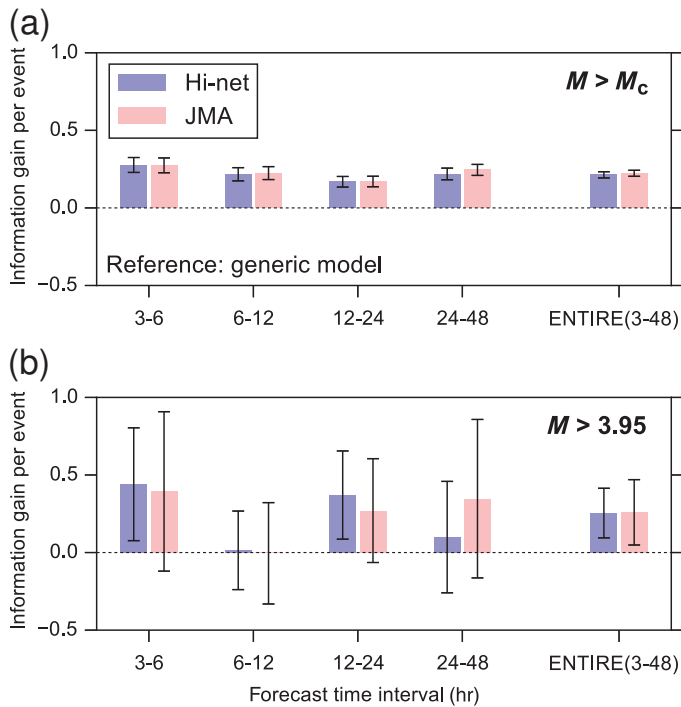 (a)
Information gain per event
1.0
0.5
0.0
−0.5
Hi-net
JMA
M > Mc
Reference: generic model
3-6 6-12 12-24 24-48 ENTIRE(3-48)
(b)
Information gain per event
1.0
0.5
0.0
−0.5
M > 3.95
3-6 6-12 12-24 24-48 ENTIRE(3-48)
Forecast time interval (hr)